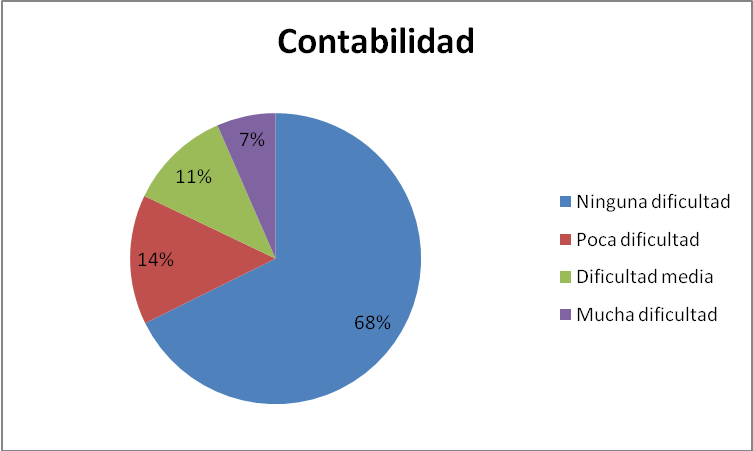 Contabilidad
7%
11%
14%
68%
Ninguna dificultad
Poca dificultad
Dificultad media
Mucha dificultad